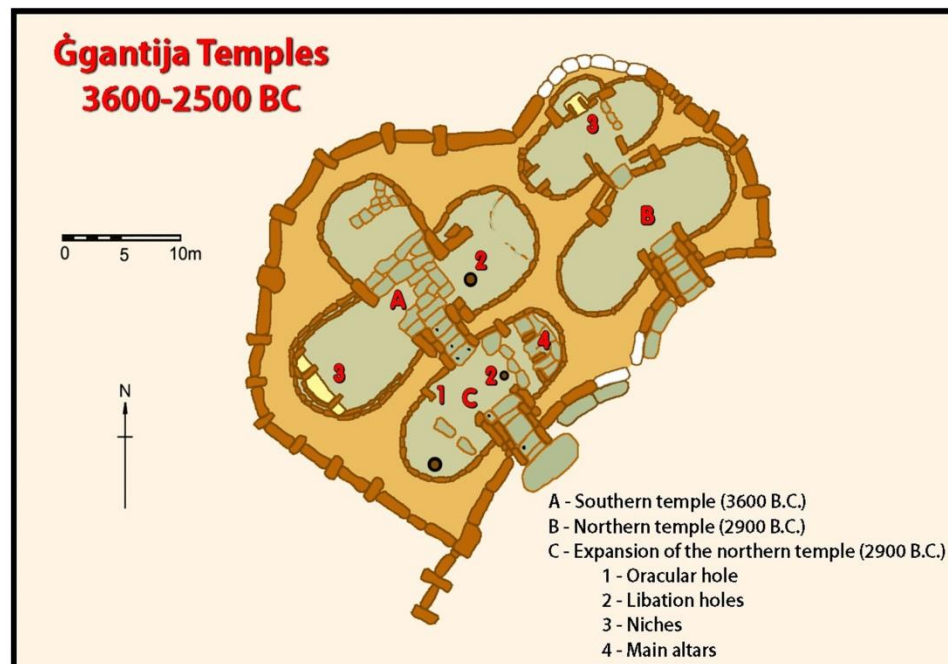 Ġgantija Temples
3600-2500 BC
3
B
2
A
4
3
1
2
C
0 5 10m
N
A - Southern temple (3600 B.C.)
B - Northern temple (2900 B.C.)
C - Expansion of the northern temple (2900 B.C.)
1 - Oracular hole
2 - Libation holes
3 - Niches
4 - Main altars